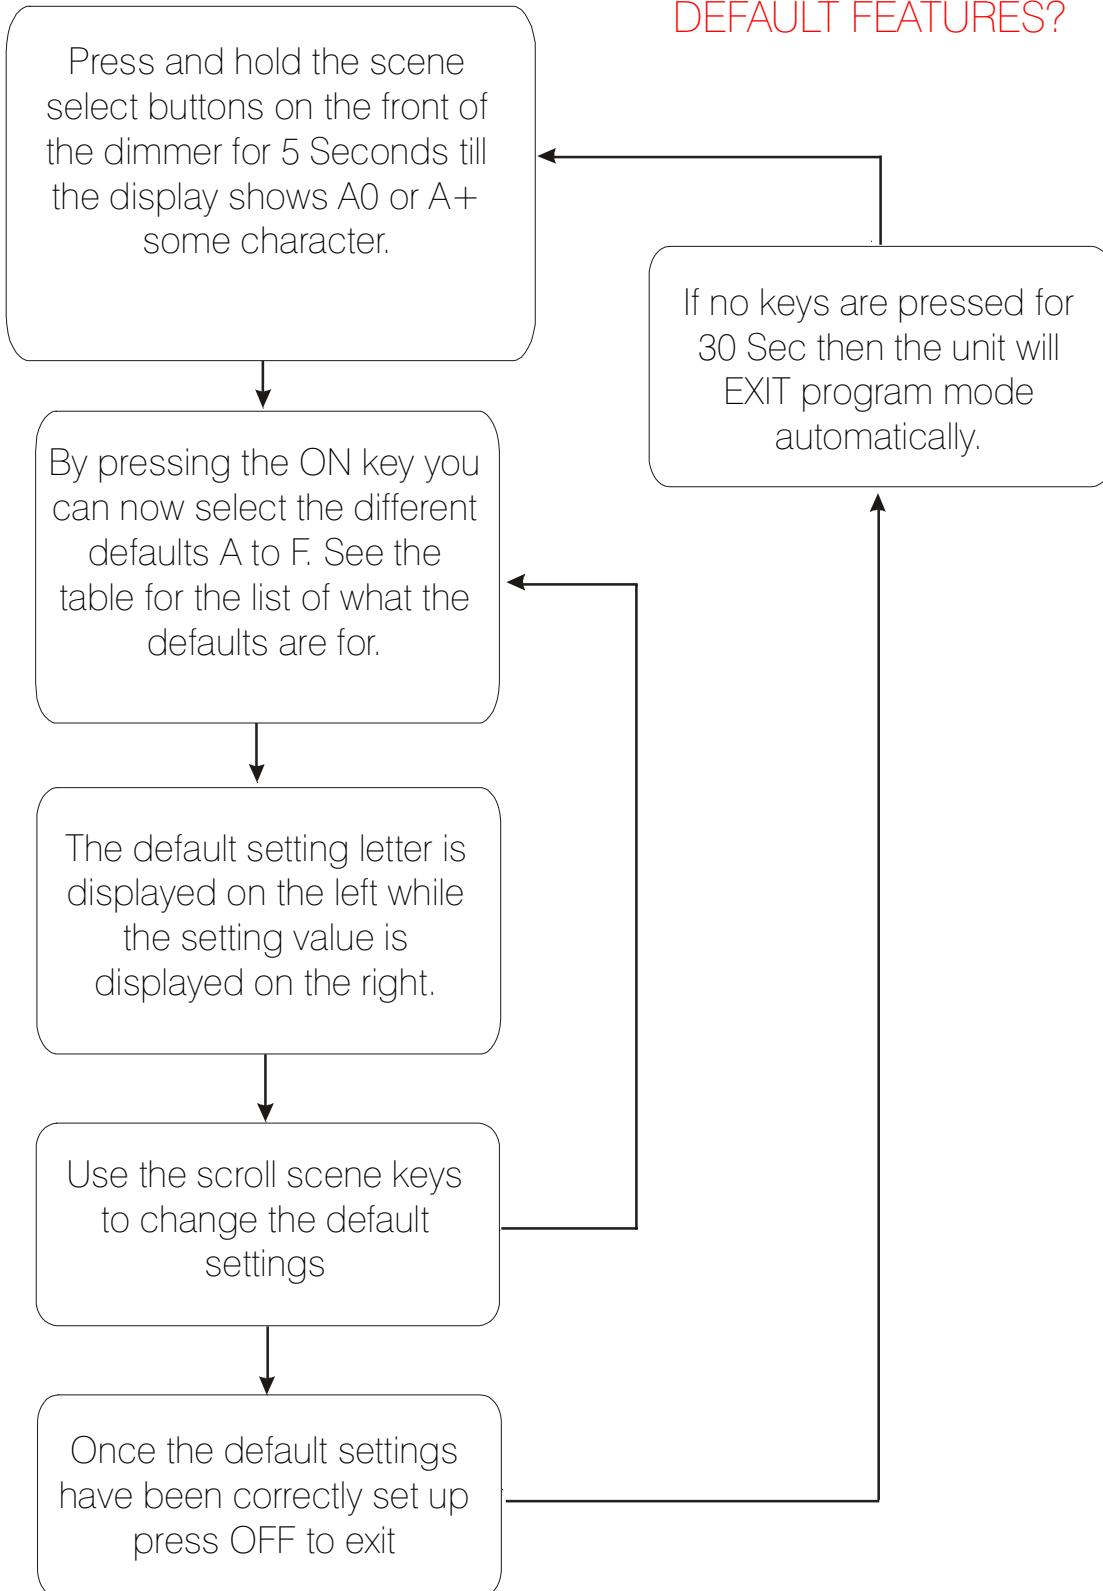 DEFAULT FEATURES?
Press and hold the scene
select buttons on the front of
the dimmer for 5 Seconds till
the display shows A0 or A+
some character.
If no keys are pressed for
30 Sec then the unit will
EXIT program mode
automatically.
By pressing the ON key you
can now select the different
defaults A to F. See the
table for the list of what the
defaults are for.
The default setting letter is
displayed on the left while
the setting value is
displayed on the right.
Use the scroll scene keys
to change the default
settings
Once the default settings
have been correctly set up
press OFF to exit